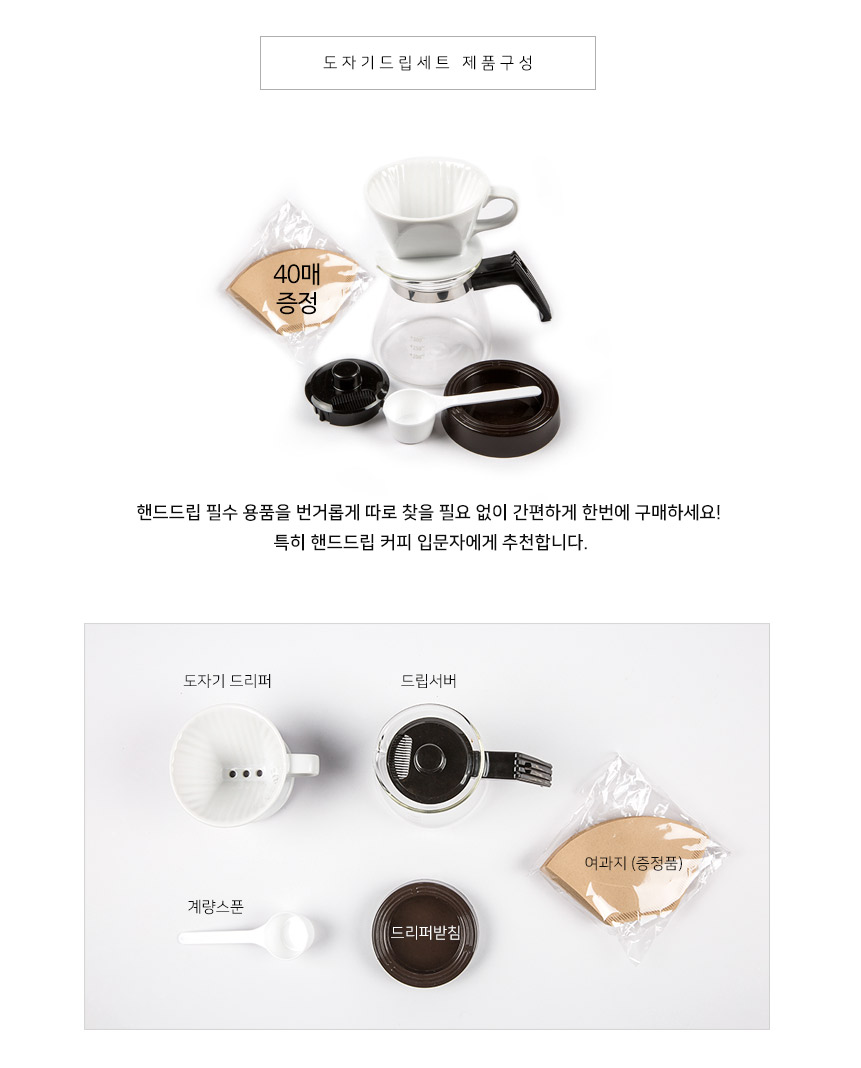 도자기드립세트 제품구성
40매
증정
핸드드립 필수 용품을 번거롭게 따로 찾을 필요 없이 간편하게 한번에 구매하세요!
특히 핸드드립 커피 입문자에게 추천합니다.
도자기 드리퍼
드립서버
여과지 (증정품)
계량스푼
드리퍼받침